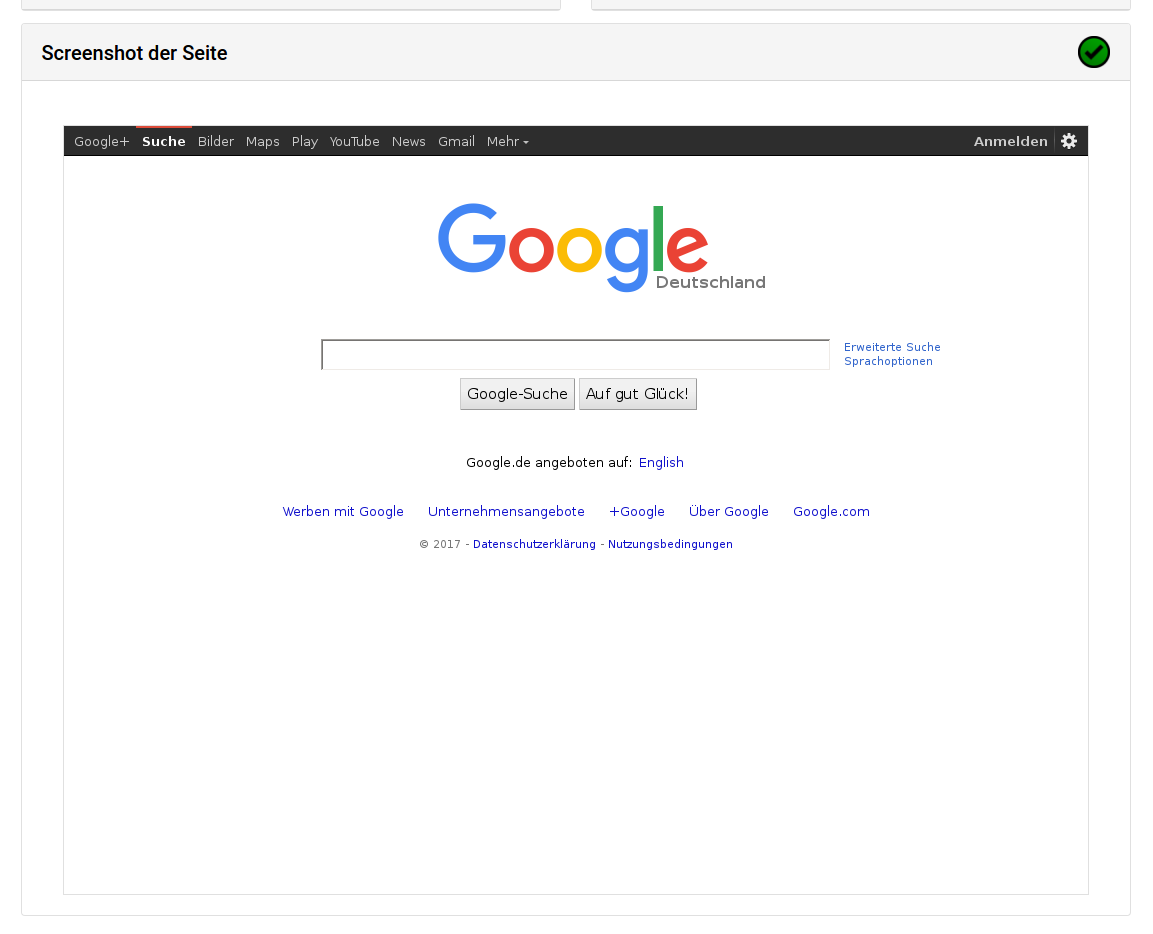 Screenshot der Seite
Google+ Suche Bilder Maps Play YouTube News Gmail Mehr Anmelden
Google
Deutschland
Erweiterte Suche
Sprachoptionen
Google-Suche Auf gut Glück!
Google.de angeboten auf: English
Werben mit Google Unternehmensangebote +Google Über Google Google.com
© 2017 - Datenschutzerklärung - Nutzungsbedingungen